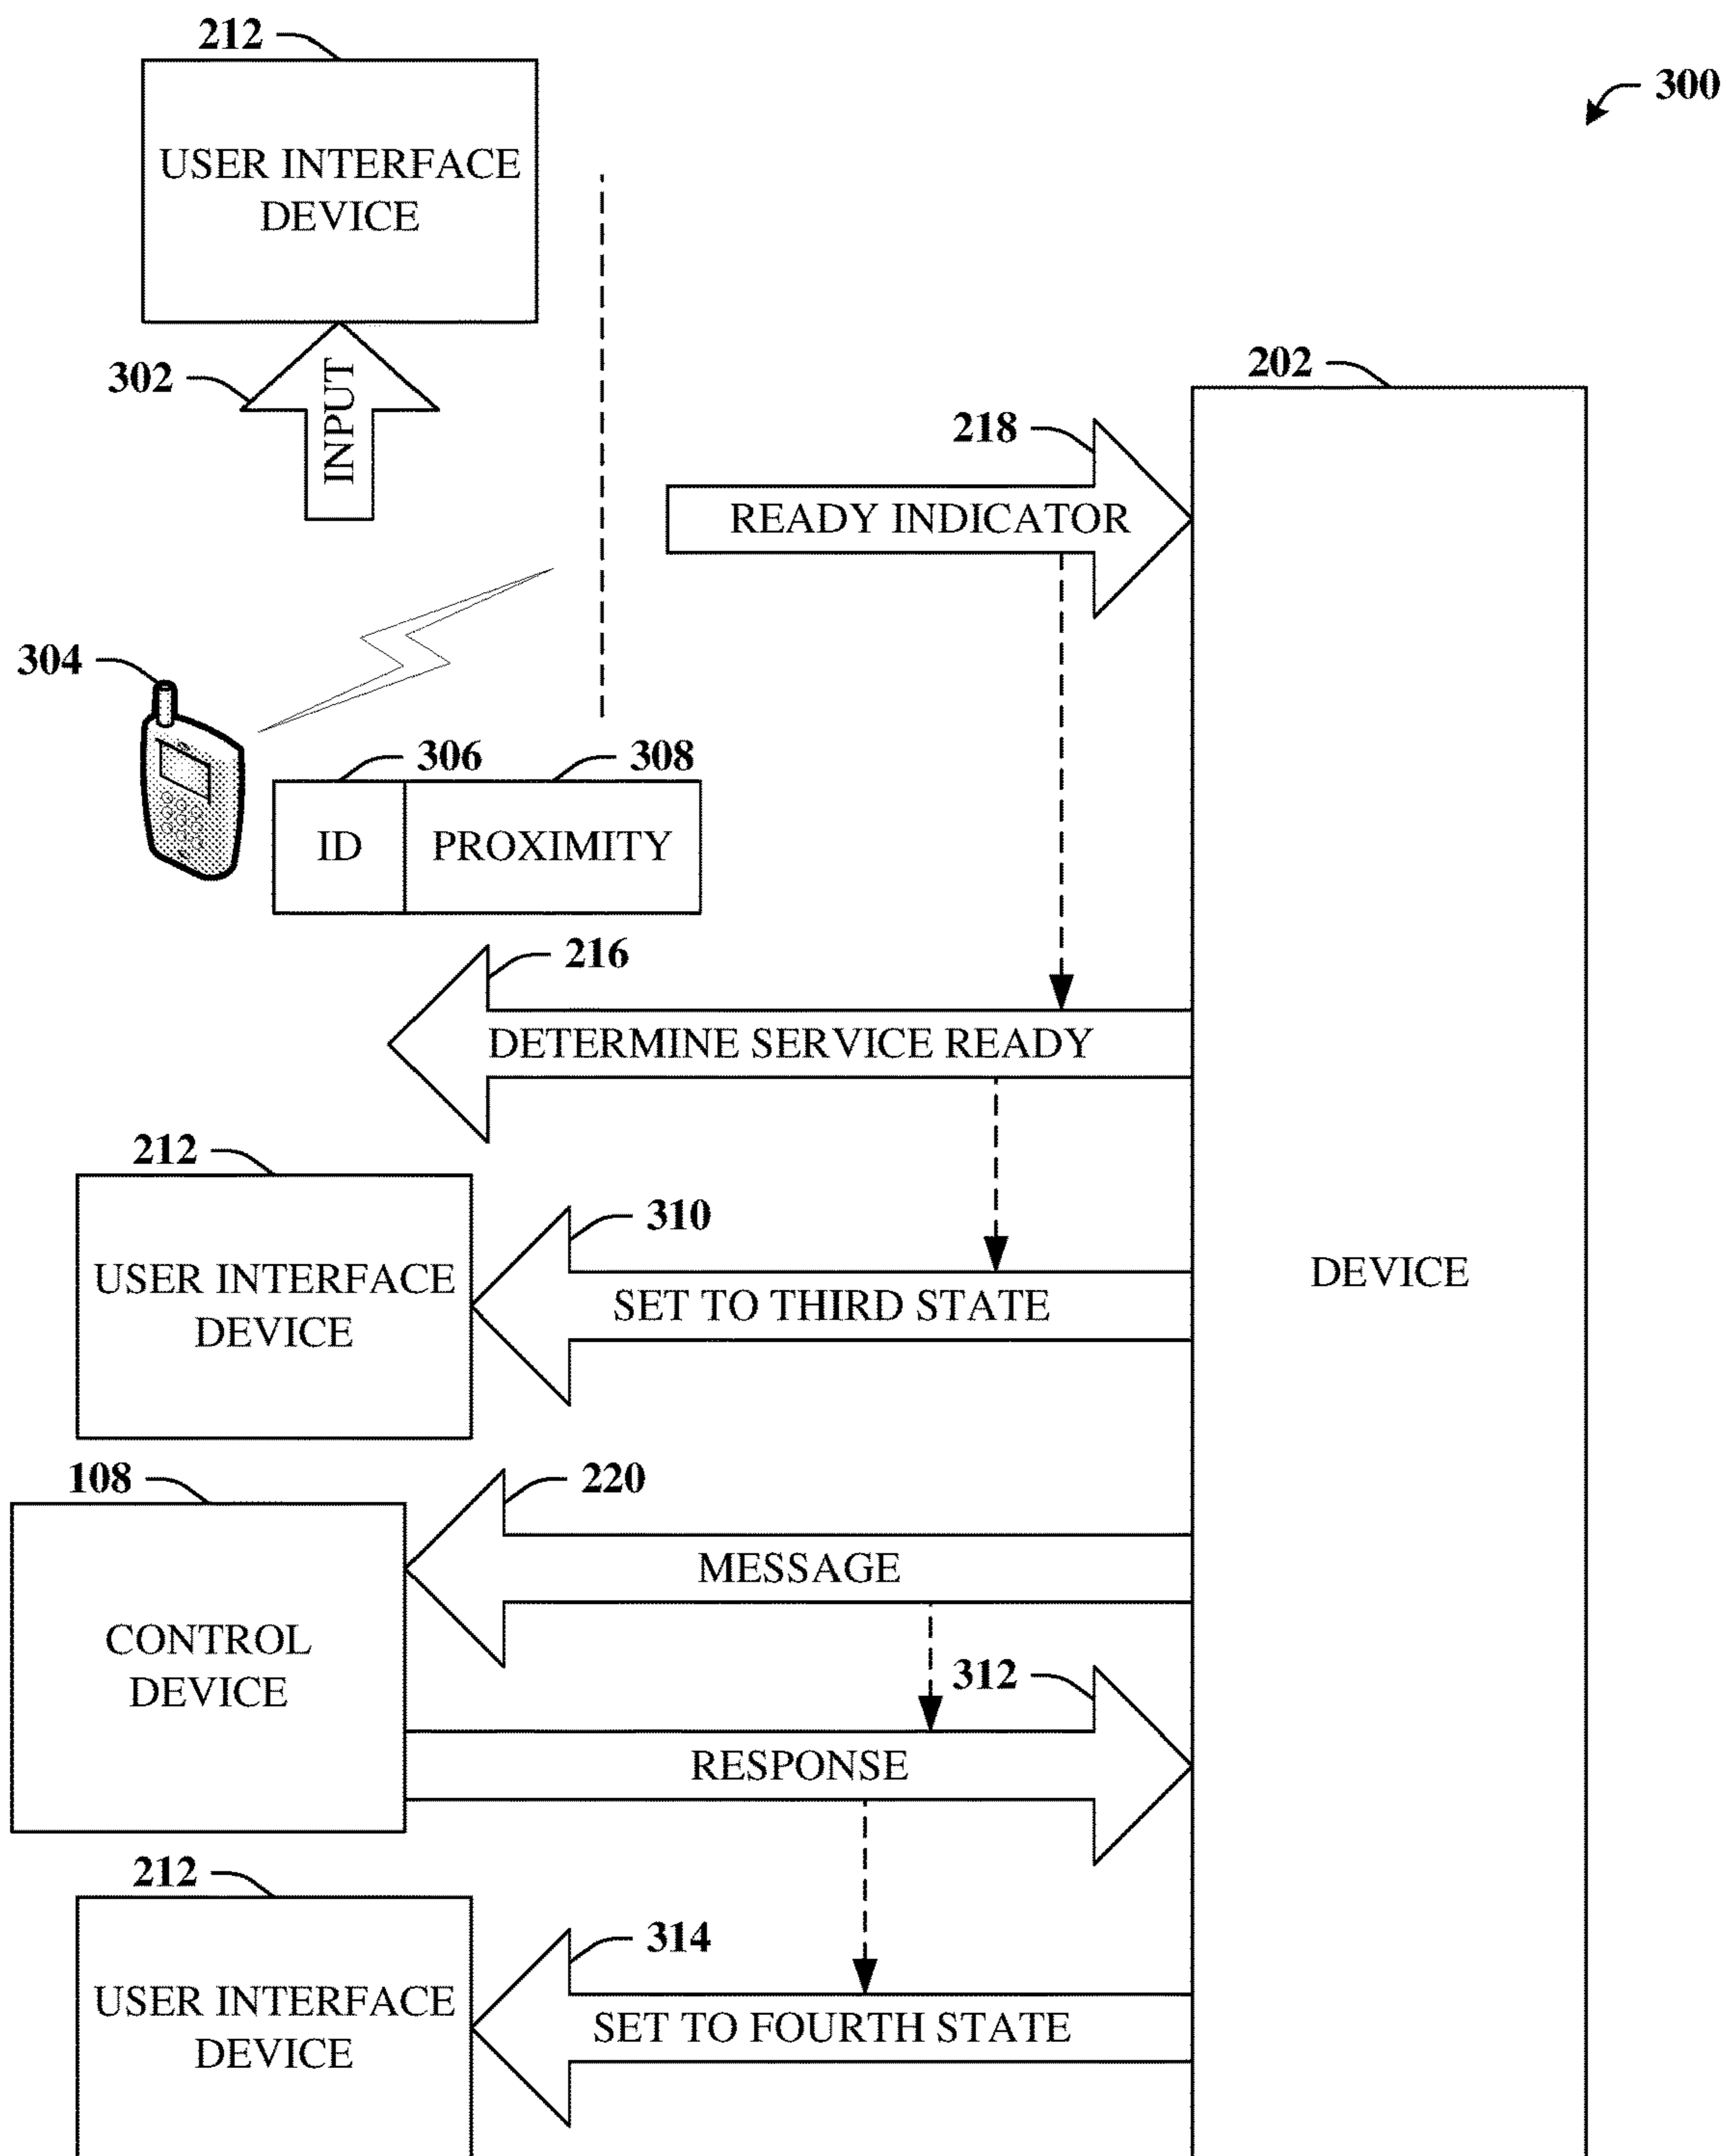 212
300
USER INTERFACE
DEVICE
302
INPUT
202
218
READY INDICATOR
304
306
308
ID
PROXIMITY
216
DETERMINE SERVICE READY
212
310
USER INTERFACE
DEVICE
SET TO THIRD STATE
DEVICE
108
220
MESSAGE
CONTROL
DEVICE
312
RESPONSE
212
314
USER INTERFACE
DEVICE
SET TO FOURTH STATE